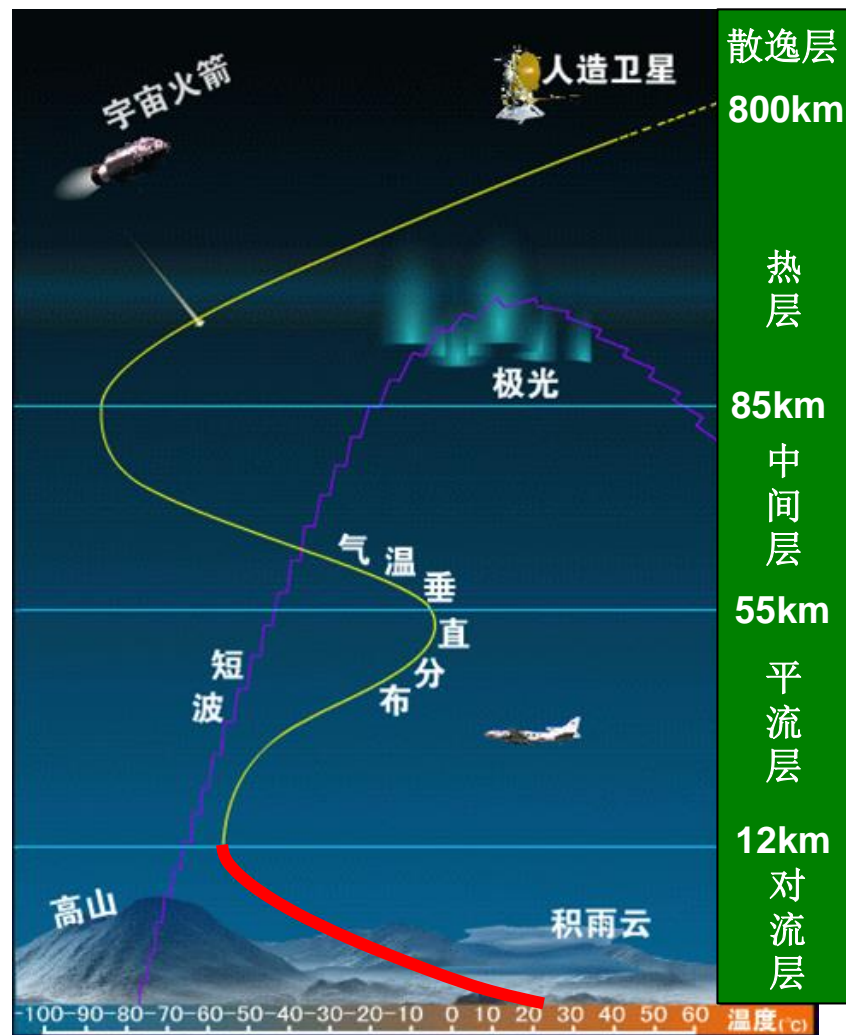 散逸层
宇宙火箭
人造卫星
800km
热层
极光
85km
中间层
气温垂直分布
55km
短波
平流层
12km
对流层
高山
积雨云
-100-90-80-70-60-50-40-30-20-10 0 10 20 30 40 50 60 温度(℃)